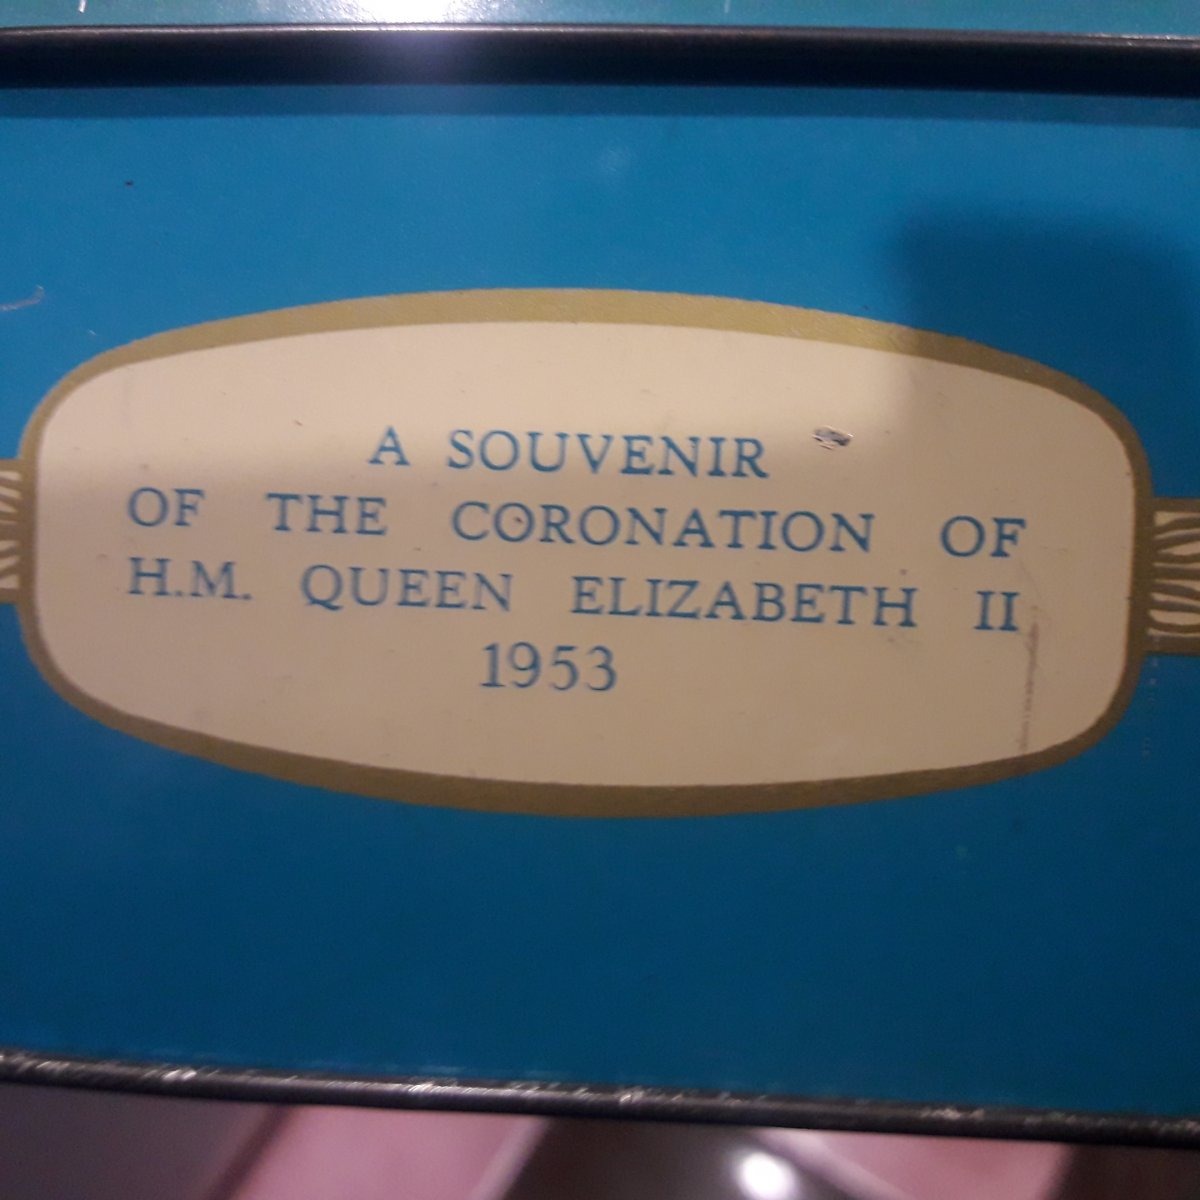 A SOUVENIR
OF THE CORONATION OF
H.M. QUEEN ELIZABETH II
1953